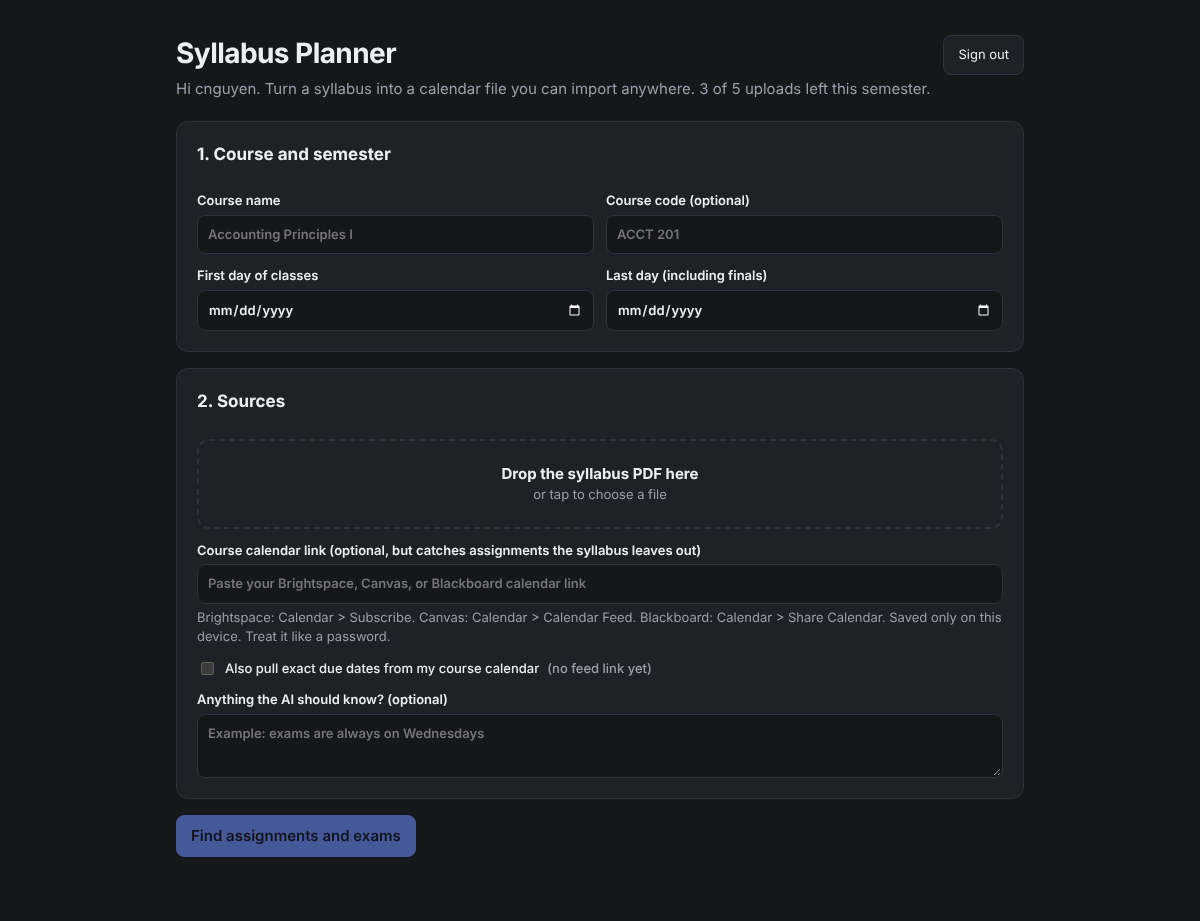 Syllabus Planner
Sign out
Hi cnguyen. Turn a syllabus into a calendar file you can import anywhere. 3 of 5 uploads left this semester.
1. Course and semester
Course name
Course code (optional)
Accounting Principles I
ACCT 201
First day of classes
Last day (including finals)
mm/dd/yyyy
mm/dd/yyyy
2. Sources
Drop the syllabus PDF here
or tap to choose a file
Course calendar link (optional, but catches assignments the syllabus leaves out)
Paste your Brightspace, Canvas, or Blackboard calendar link
Brightspace: Calendar > Subscribe. Canvas: Calendar > Calendar Feed. Blackboard: Calendar > Share Calendar. Saved only on this
device. Treat it like a password.
Also pull exact due dates from my course calendar (no feed link yet)
Anything the AI should know? (optional)
Example: exams are always on Wednesdays
Find assignments and exams